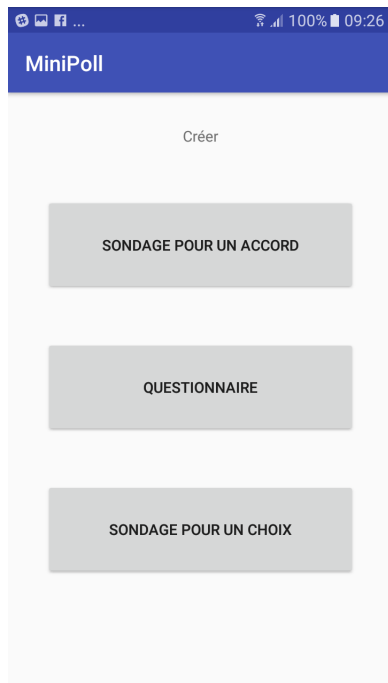 ... 100% 09:26
MiniPoll
Créer
SONDAGE POUR UN ACCORD
QUESTIONNAIRE
SONDAGE POUR UN CHOIX